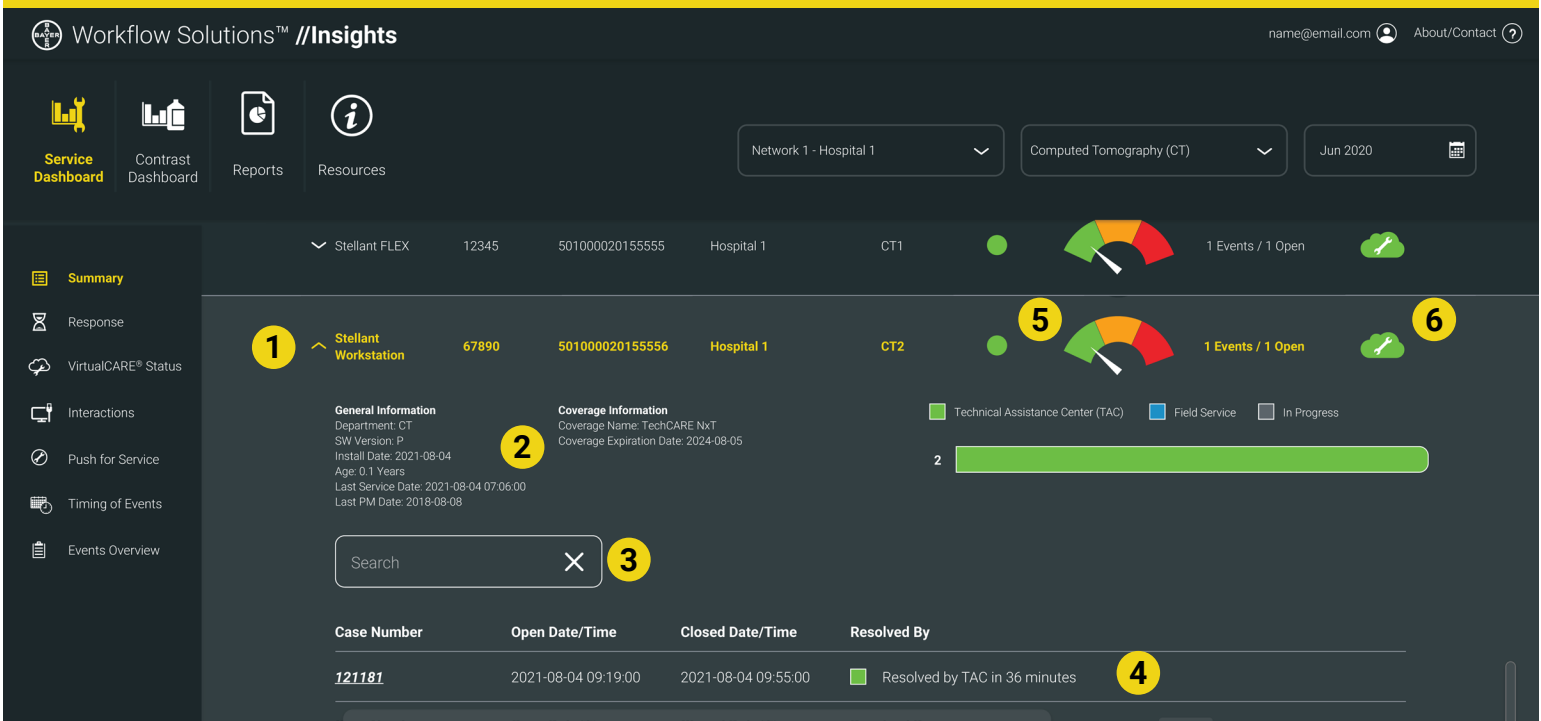 BAYER
BAYER
Workflow Solutions™ //Insights
name@email.com
About/Contact ?
Service
Dashboard
Contrast
Dashboard
Reports
i
Resources
Network 1 - Hospital 1
Computed Tomography (CT)
Jun 2020
Summary
Response
VirtualCARE® Status
Interactions
Push for Service
Timing of Events
Events Overview
Stellant FLEX 12345 501000020155555 Hospital 1 CT1 1 Events / 1 Open
5
6
1
Stellant
Workstation
67890 501000020155556 Hospital 1 CT2 1 Events / 1 Open
General Information
Department: CT
SW Version: P
Install Date: 2021-08-04
Age: 0.1 Years
Last Service Date: 2021-08-04 07:06:00
Last PM Date: 2018-08-08
2
Coverage Information
Coverage Name: TechCARE NxT
Coverage Expiration Date: 2024-08-05
Technical Assistance Center (TAC) Field Service In Progress
2
Search
3
Case Number Open Date/Time Closed Date/Time Resolved By
121181 2021-08-04 09:19:00 2021-08-04 09:55:00 Resolved by TAC in 36 minutes
4